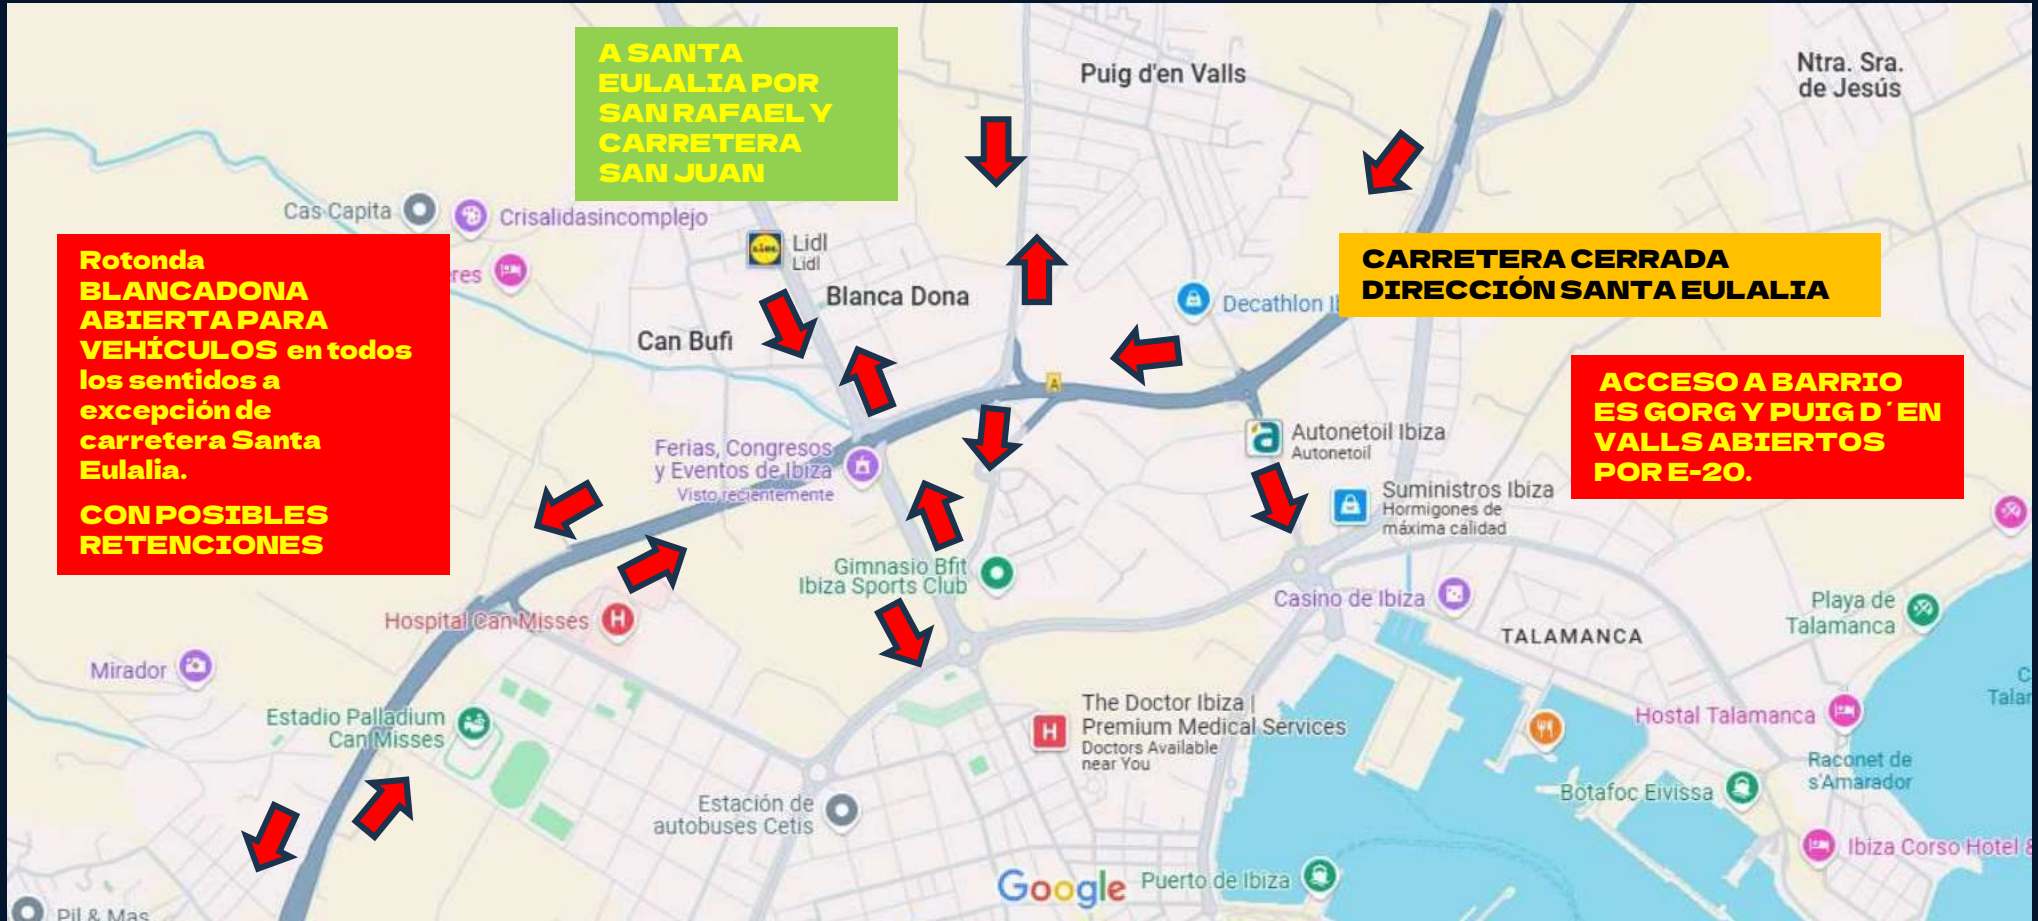 A SANTA
EULALIA POR
SAN RAFAEL Y
CARRETERA
SAN JUAN
Puig d'en Valls
Ntra. Sra.
de Jesús
Cas Capita
Crisalidasincomplejo
Rotonda
BLANCADONA
ABIERTA PARA
VEHÍCULOS en todos
los sentidos a
excepción de
carretera Santa
Eulalia.
CON POSIBLES
RETENCIONES
Lidl
Lidl
Blanca Dona
Can Bufi
Decathlon
CARRETERA CERRADA
DIRECCIÓN SANTA EULALIA
ACCESO A BARRIO
ES GORG Y PUIG D´EN
VALLS ABIERTOS
POR E-20.
A
Ferias, Congresos
y Eventos de Ibiza
Visto recientemente
Autonetoil Ibiza
Autonetoil
Suministros Ibiza
Hormigones de
máxima calidad
Gimnasio Bfit
Ibiza Sports Club
Hospital Can Misses
H
Casino de Ibiza
TALAMANCA
Playa de
Talamanca
Mirador
Estadio Palladium
Can Misses
The Doctor Ibiza |
Premium Medical Services
Doctors Available
near You
H
Hostal Talamanca
Raconet de
s'Amarador
Botafoc Eivissa
Estación de
autobuses Cetis
Ibiza Corso Hotel &
Google
Puerto de Ibiza
Pil & Mas